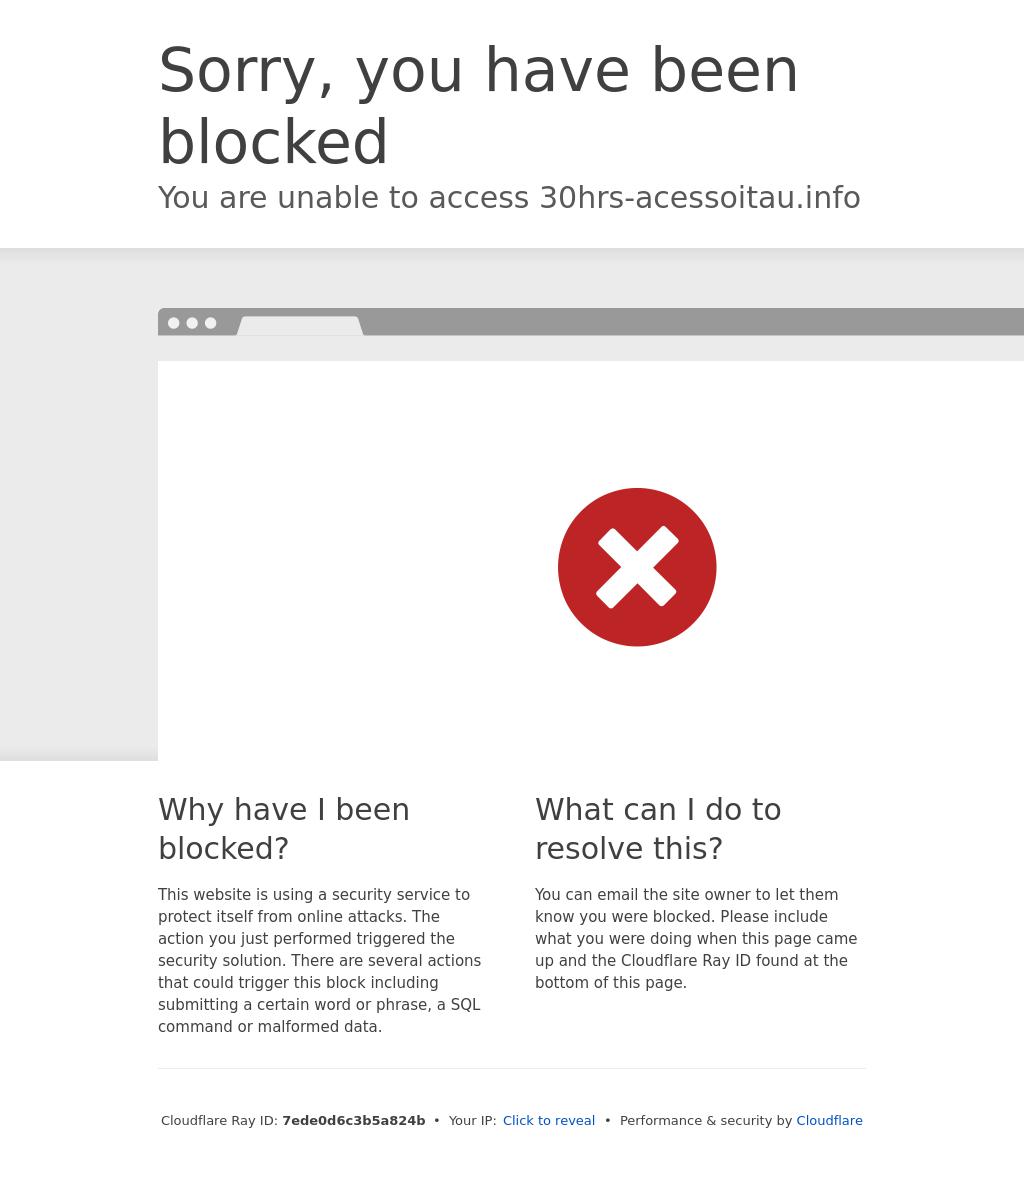 Sorry, you have been
blocked
You are unable to access 30hrs-acessoitau.info
Why have I been
blocked?
This website is using a security service to
protect itself from online attacks. The
action you just performed triggered the
security solution. There are several actions
that could trigger this block including
submitting a certain word or phrase, a SQL
command or malformed data.
What can I do to
resolve this?
You can email the site owner to let them
know you were blocked. Please include
what you were doing when this page came
up and the Cloudflare Ray ID found at the
bottom of this page.
Cloudflare Ray ID: 7ede0d6c3b5a824b • Your IP: Click to reveal • Performance & security by Cloudflare